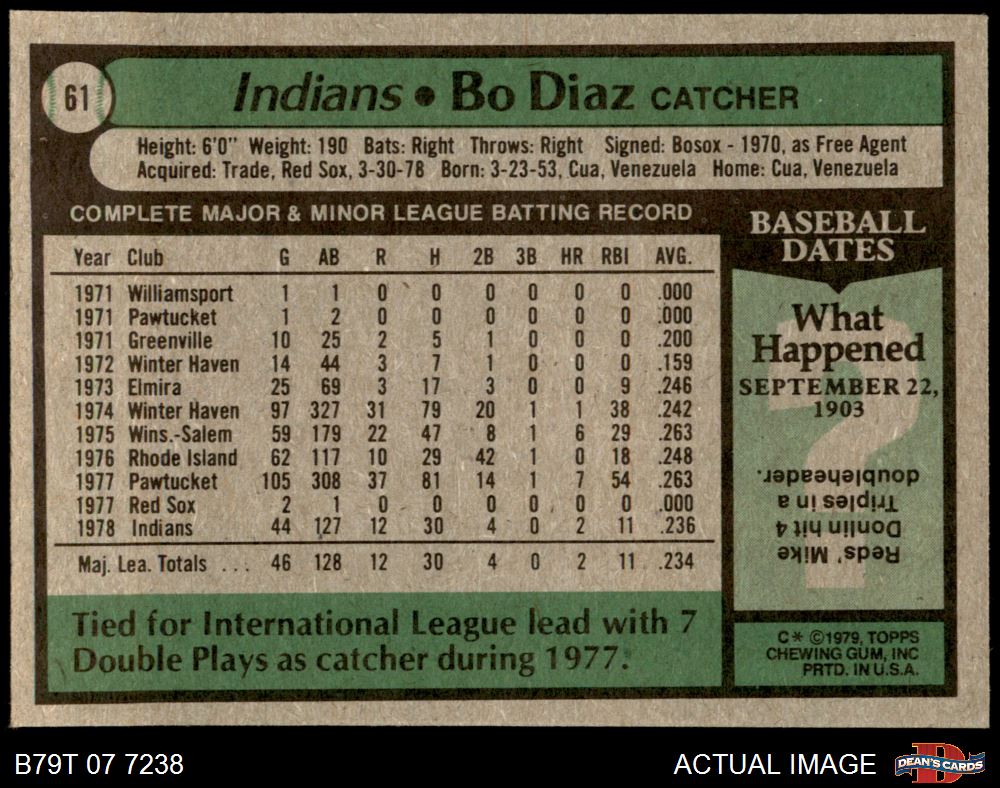 61
Indians • Bo Diaz CATCHER
Height: 6'0" Weight: 190 Bats: Right Throws: Right Signed: Bosox - 1970, as Free Agent
Acquired: Trade, Red Sox, 3-30-78 Born: 3-23-53, Cua, Venezuela Home: Cua, Venezuela
COMPLETE MAJOR & MINOR LEAGUE BATTING RECORD
Year Club G AB R H 2B 3B HR RBI AVG.
1971 Williamsport 1 1 0 0 0 0 0 0 .000
1971 Pawtucket 1 2 0 0 0 0 0 0 .000
1971 Greenville 10 25 2 5 1 0 0 0 .200
1972 Winter Haven 14 44 3 7 1 0 0 0 .159
1973 Elmira 25 69 3 17 3 0 0 9 .246
1974 Winter Haven 97 327 31 79 20 1 1 38 .242
1975 Wins.-Salem 59 179 22 47 8 1 6 29 .263
1976 Rhode Island 62 117 10 29 42 1 0 18 .248
1977 Pawtucket 105 308 37 81 14 1 7 54 .263
1977 Red Sox 2 1 0 0 0 0 0 0 .000
1978 Indians 44 127 12 30 4 0 2 11 .236
Maj. Lea. Totals ... 46 128 12 30 4 0 2 11 .234
Tied for International League lead with 7
Double Plays as catcher during 1977.
BASEBALL
DATES
What
Happened
SEPTEMBER 22,
1903
Reds' Mike
Donlin hit 4
Triples in a
doubleheader.
C* ©1979, TOPPS
CHEWING GUM, INC
PRTD. IN U.S.A.
B79T 07 7238
ACTUAL IMAGE
D
DEAN'S CARDS